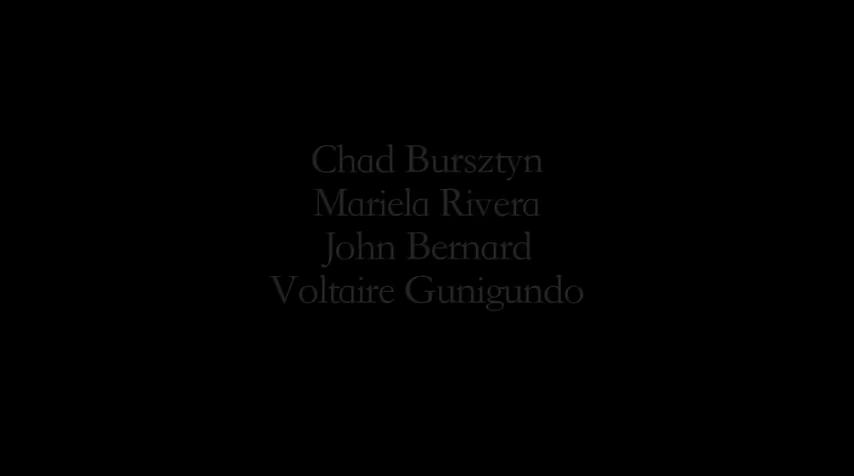 Chad Bursztyn
Mariela Rivera
John Bernard
Voltaire Gunigundo